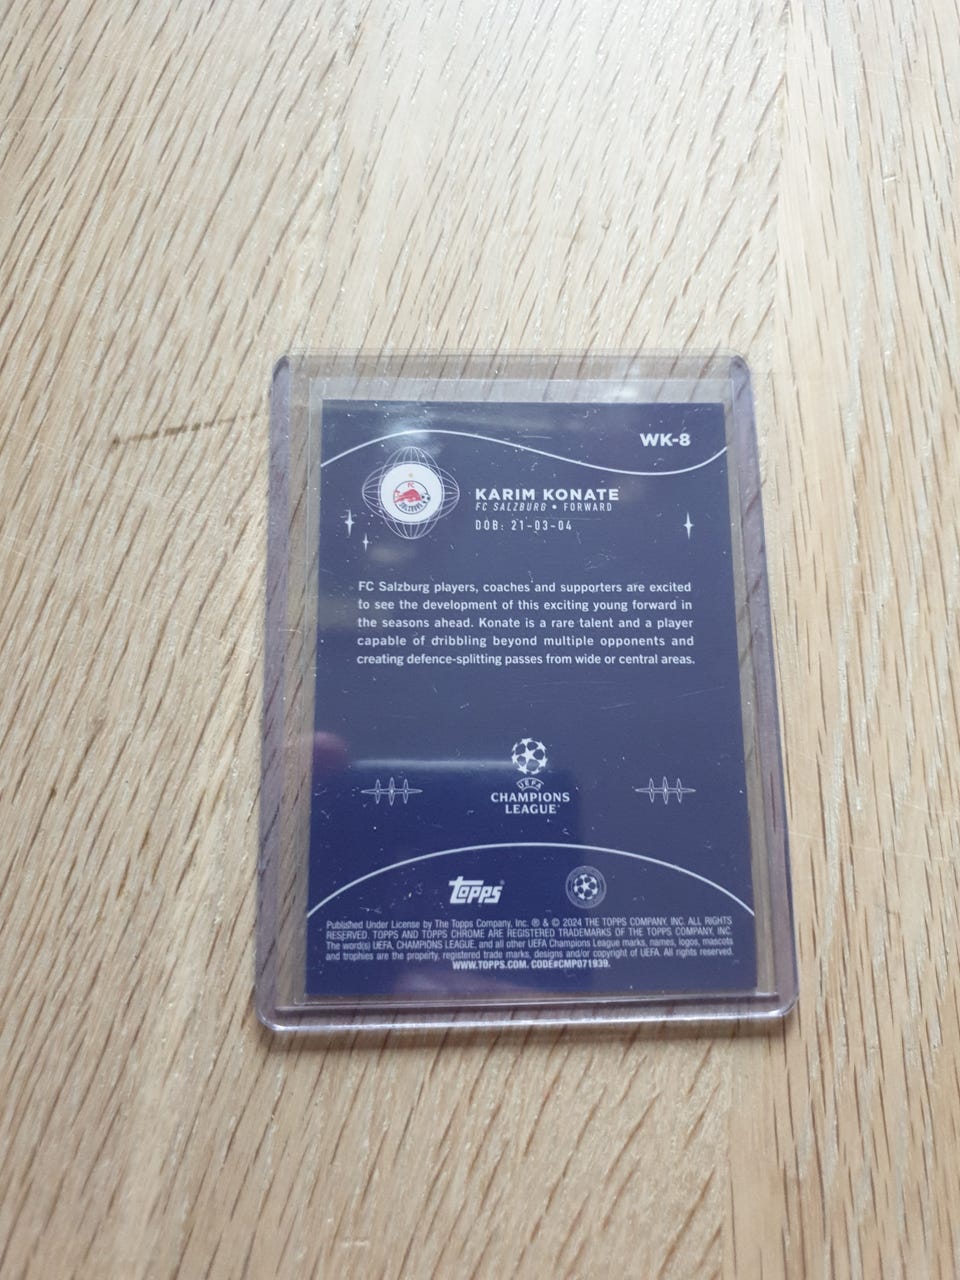 WK-8
FC
SALZBURG
KARIM KONATE
FC SALZBURG • FORWARD
DOB: 21-03-04
FC Salzburg players, coaches and supporters are excited
to see the development of this exciting young forward in
the seasons ahead. Konate is a rare talent and a player
capable of dribbling beyond multiple opponents and
creating defence-splitting passes from wide or central areas.
UEFA
CHAMPIONS
LEAGUE
Topps
Published Under License by The Topps Company, Inc. ® & © 2024 THE TOPPS COMPANY, INC. ALL RIGHTS
RESERVED. TOPPS AND TOPPS CHROME ARE REGISTERED TRADEMARKS OF THE TOPPS COMPANY, INC.
The word(s) UEFA, CHAMPIONS LEAGUE, and all other UEFA Champions League marks, names, logos, mascots
and trophies are the property, registered trade marks, designs and/or copyright of UEFA. All rights reserved.
WWW.TOPPS.COM. CODE#CMP071939.